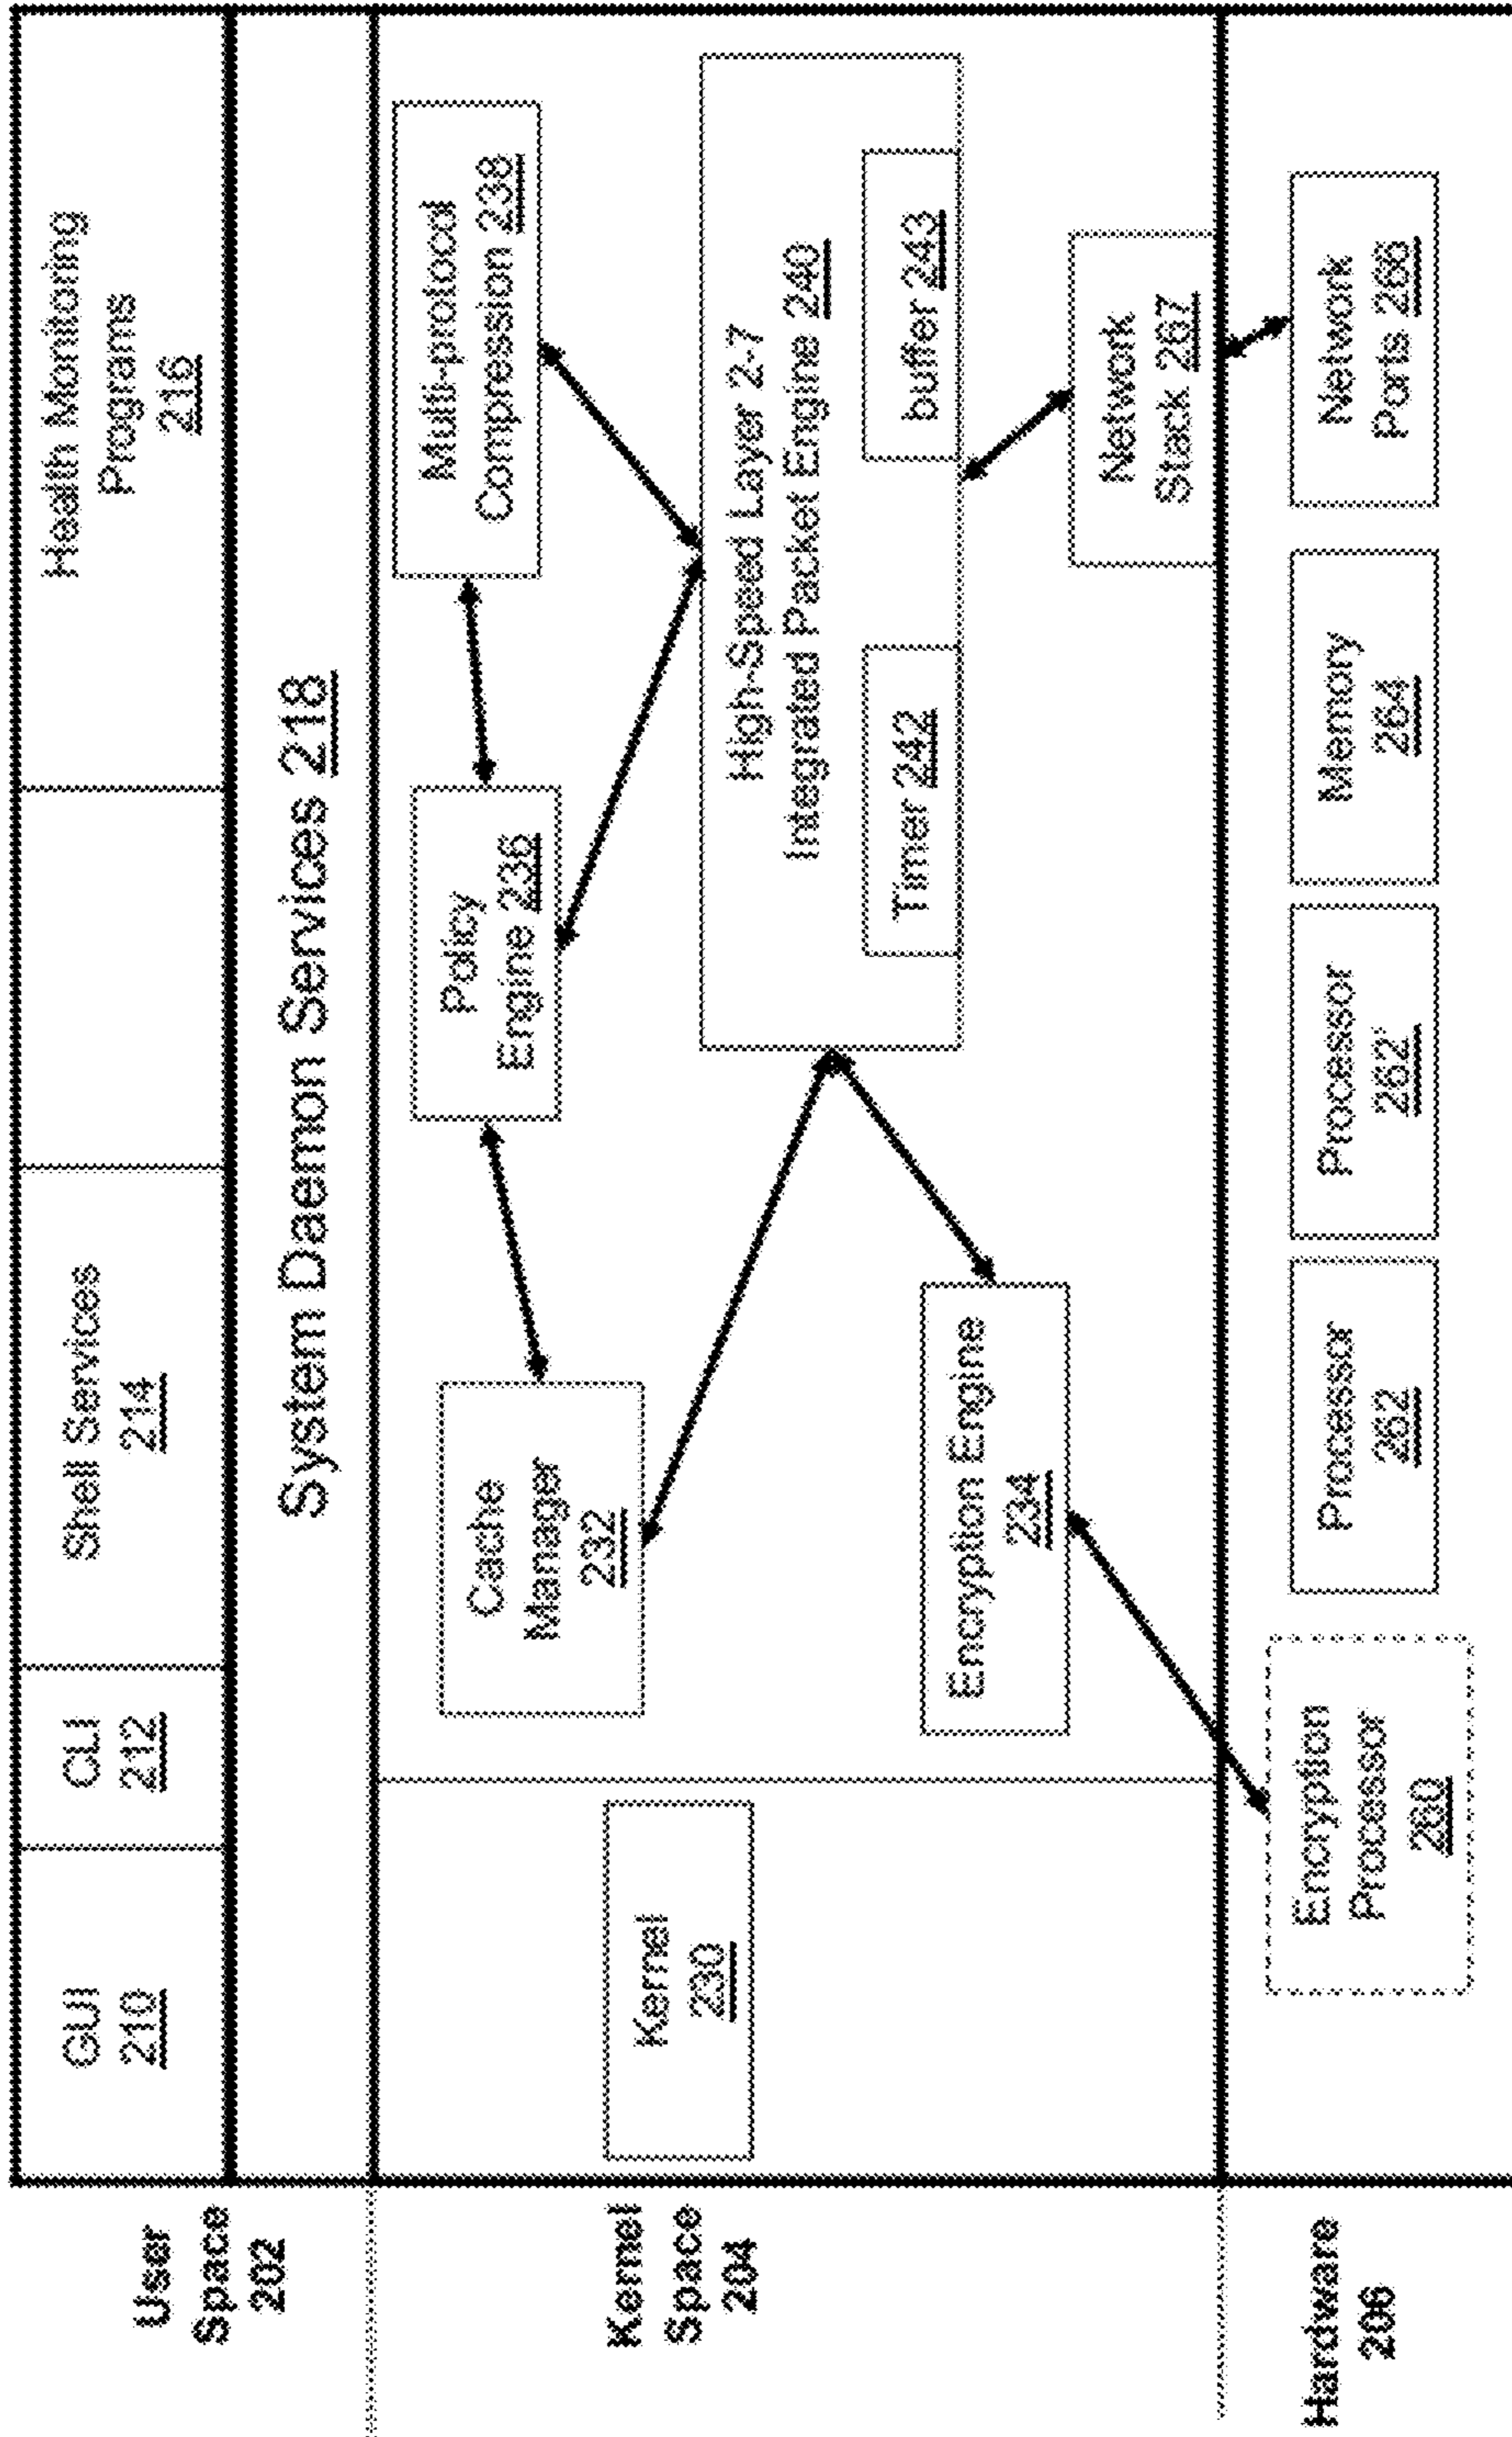 User
Space
202
GUI
210
CLI
212
Shell Services
214
Health Monitoring
Programs
216
System Daemon Services 218
Kernel
Space
204
Kernel
230
Cache
Manager
232
Policy
Engine 236
Multi-protocol
Compression 238
High-Speed Layer 2-7
Integrated Packet Engine 240
Timer 242
buffer 243
Encryption Engine
234
Network
Stack 267
Hardware
206
Encryption
Processor
260
Processor
262
Processor
262'
Memory
264
Network
Ports 266